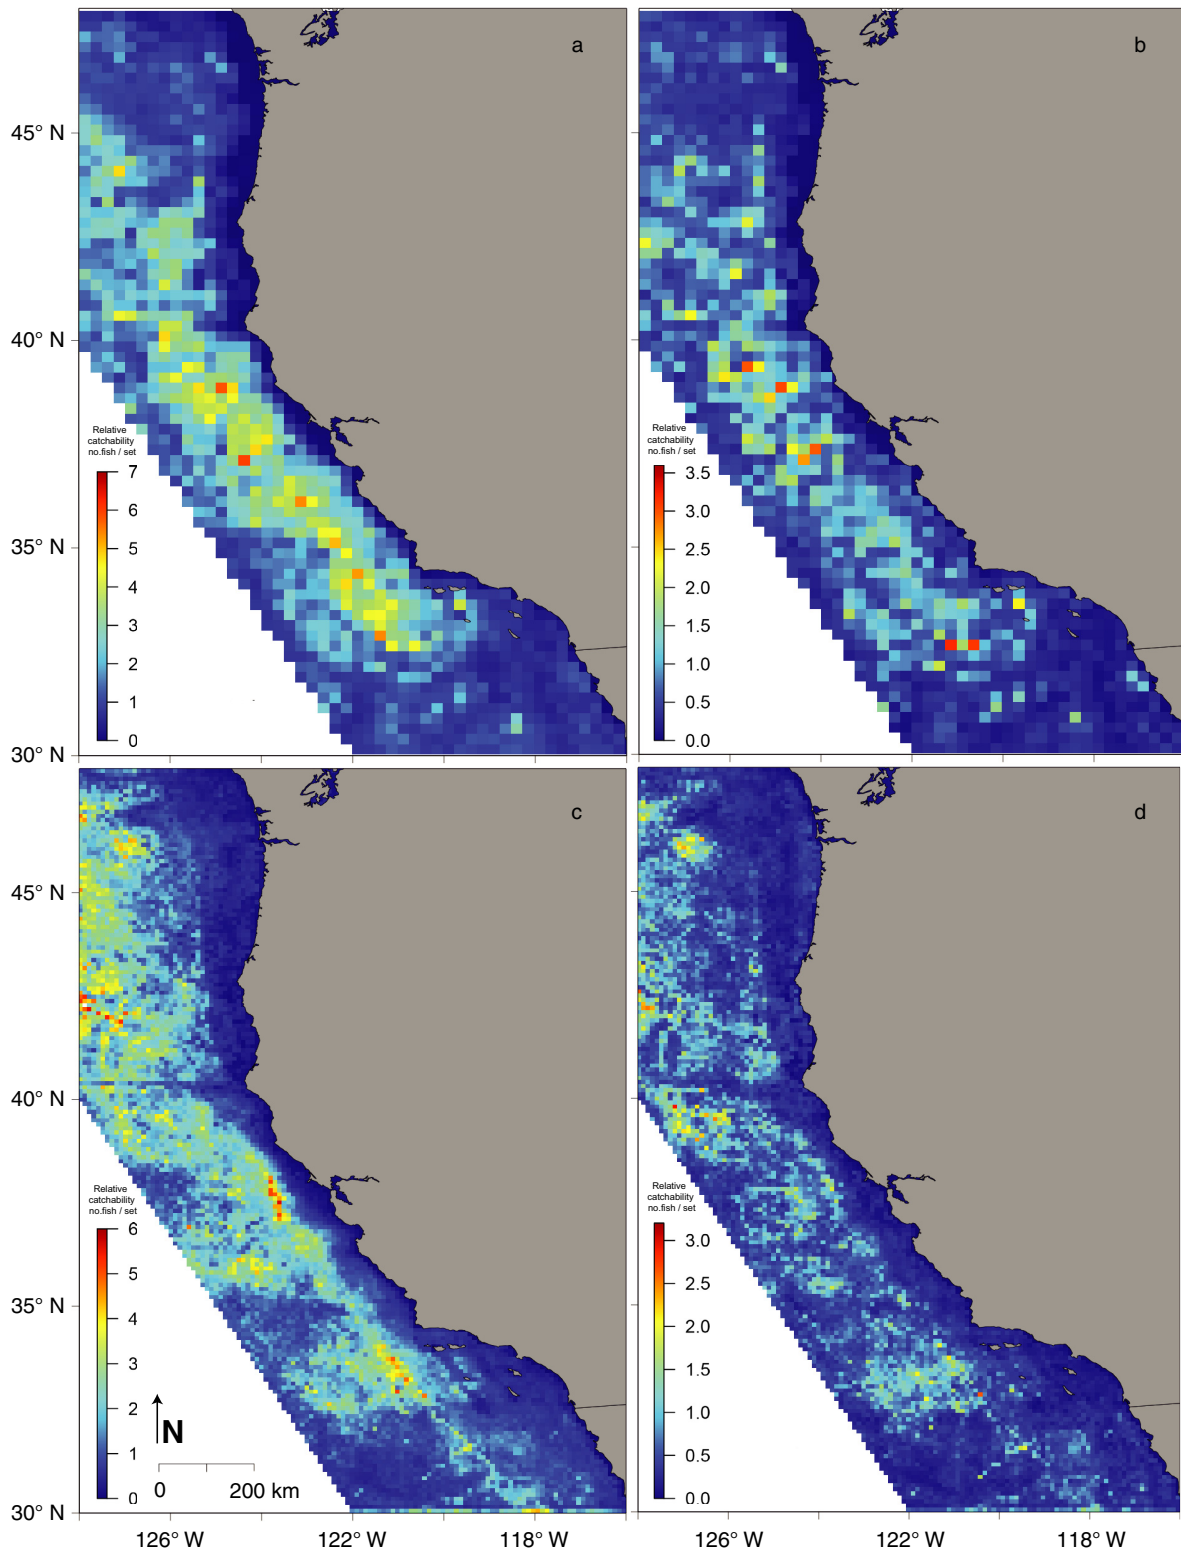 a
b
45° N
40° N
35° N
30° N
Relative
catchability
no.fish / set
7
6
5
4
3
2
1
0
Relative
catchability
no.fish / set
3.5
3.0
2.5
2.0
1.5
1.0
0.5
0.0
c
d
45° N
40° N
35° N
30° N
Relative
catchability
no.fish / set
6
5
4
3
2
1
0
N
0 200 km
Relative
catchability
no.fish / set
3.0
2.5
2.0
1.5
1.0
0.5
0.0
126° W 122° W 118° W
126° W 122° W 118° W